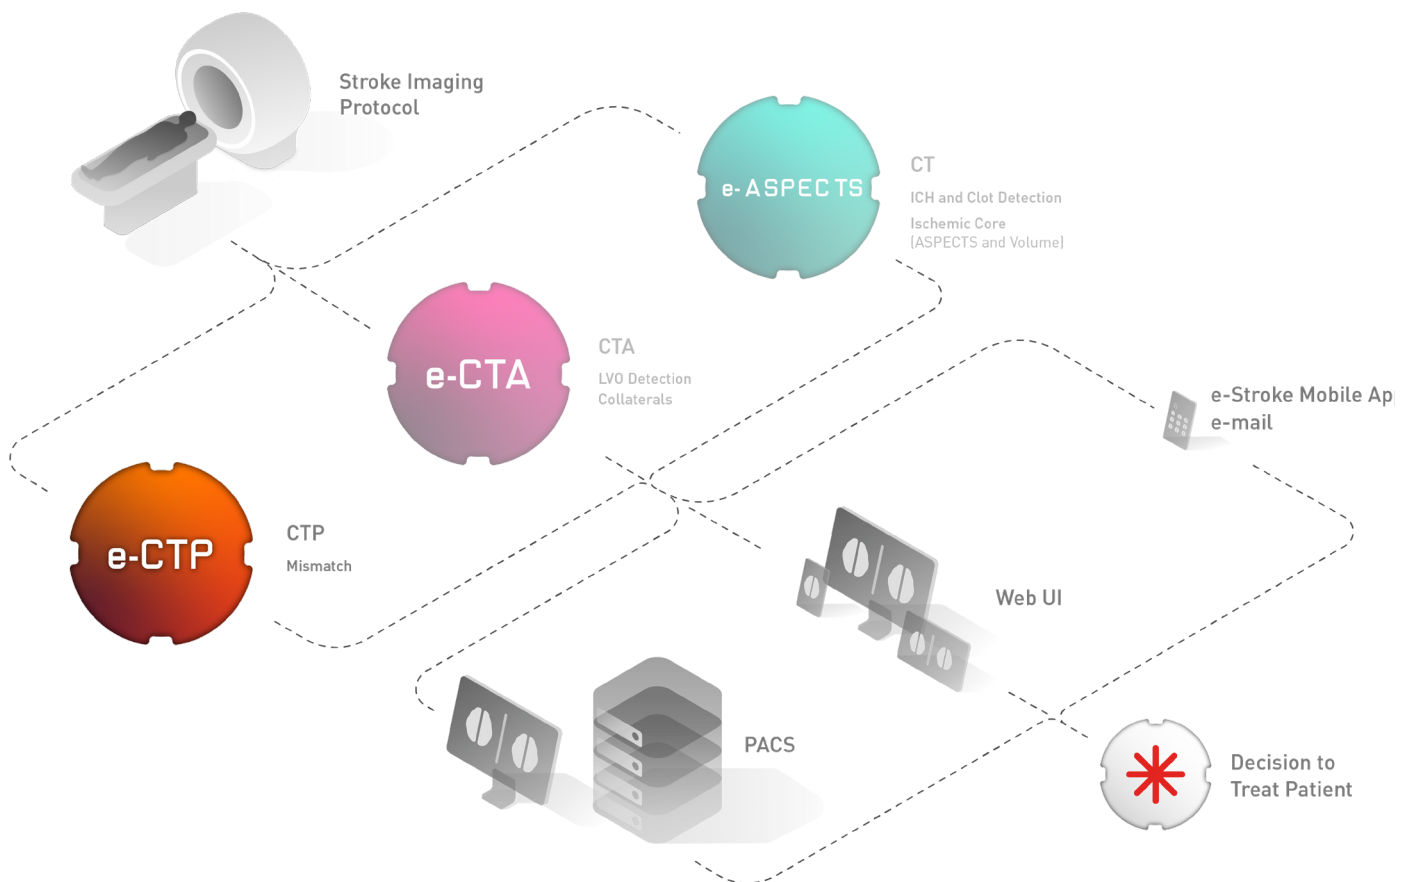 Stroke Imaging
Protocol
e-ASPECTS
CT
ICH and Clot Detection
Ischemic Core
(ASPECTS and Volume)
e-CTA
CTA
LVO Detection
Collaterals
e-Stroke Mobile Ap
e-mail
e-CTP
CTP
Mismatch
Web UI
PACS
Decision to
Treat Patient